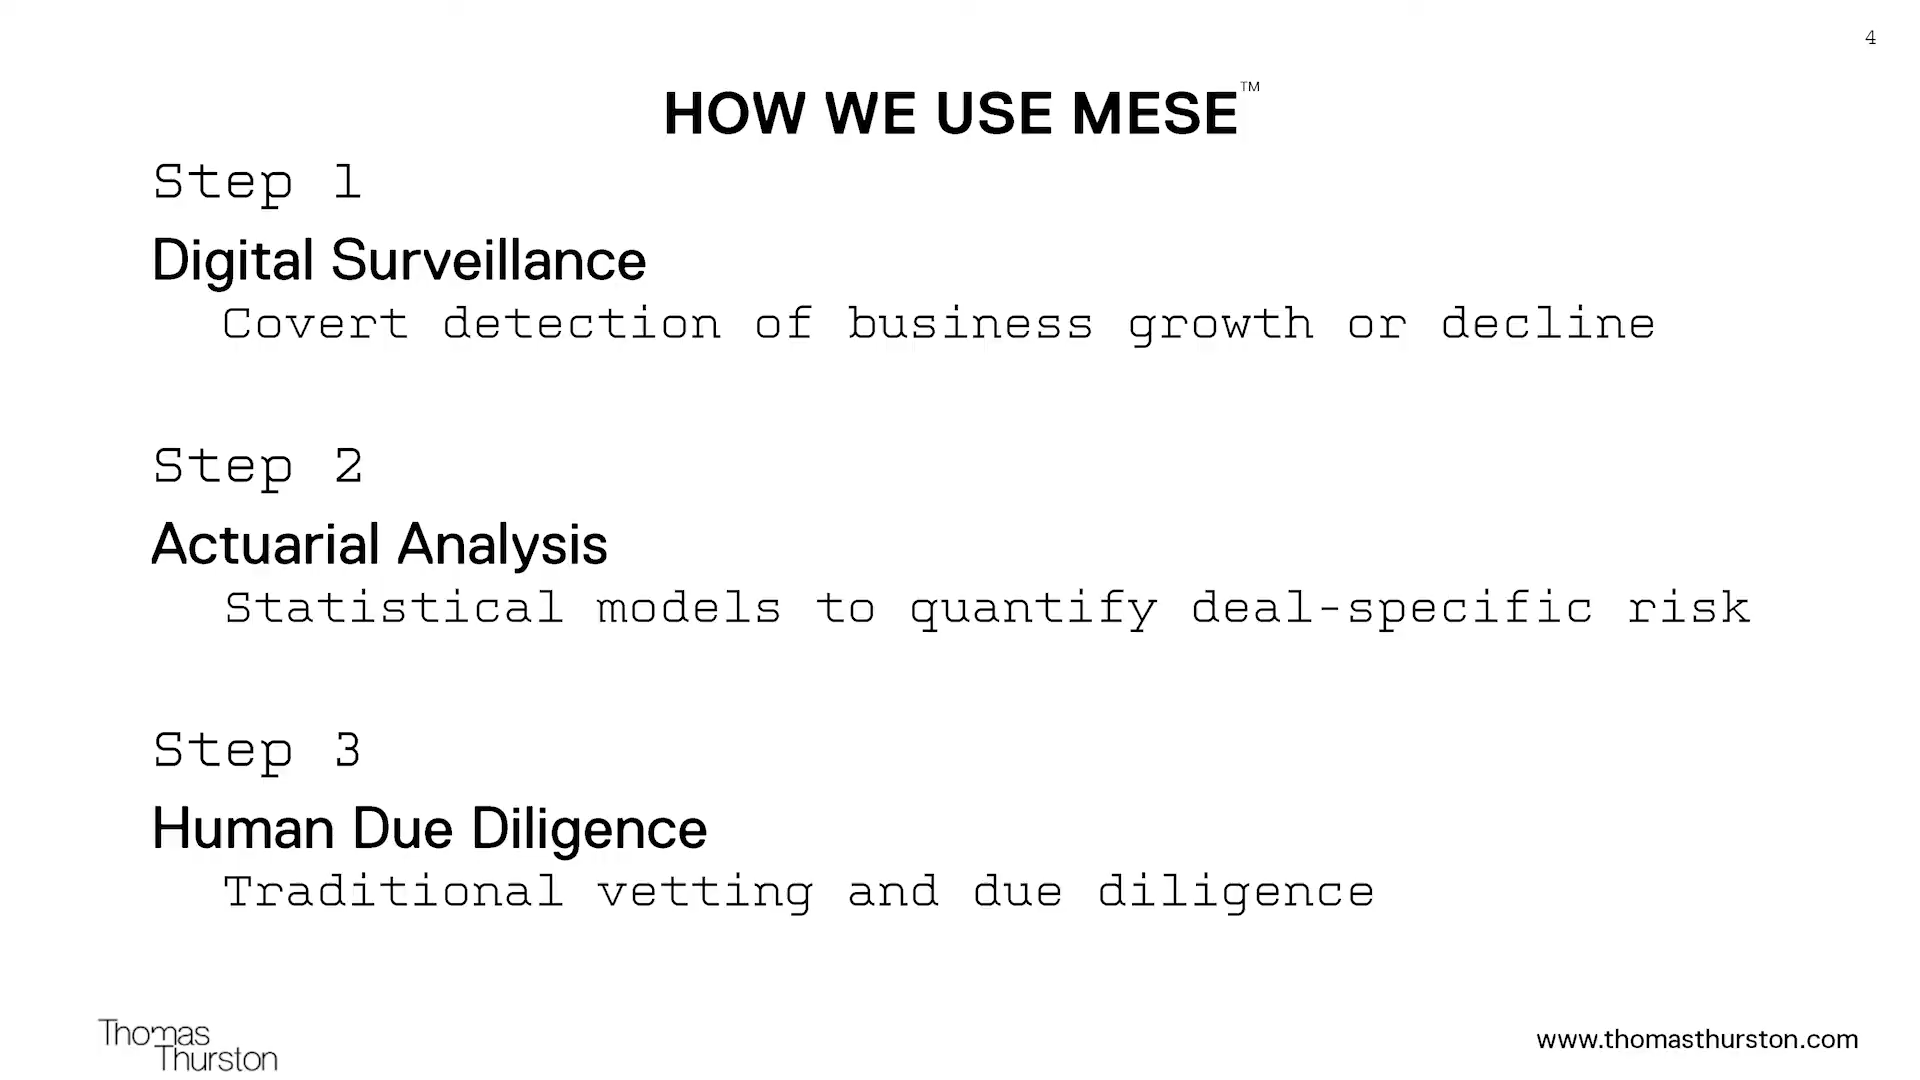 4
HOW WE USE MESE™
Step 1
Digital Surveillance
Covert detection of business growth or decline
Step 2
Actuarial Analysis
Statistical models to quantify deal-specific risk
Step 3
Human Due Diligence
Traditional vetting and due diligence
Thomas
Thurston
www.thomasthurston.com